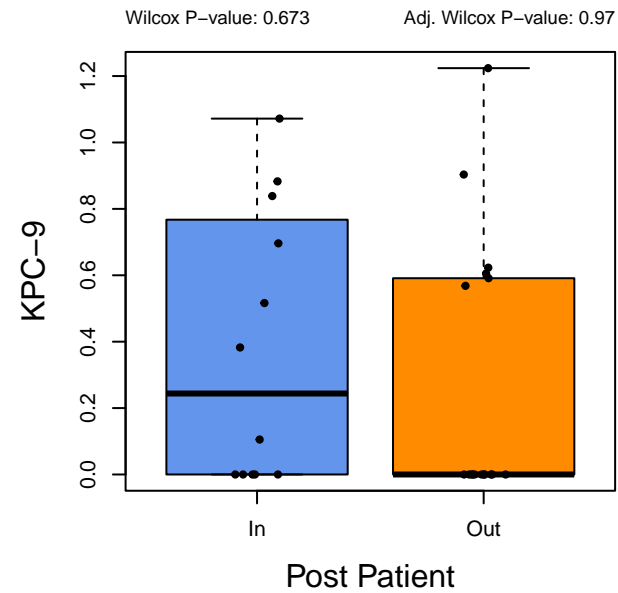 Wilcox P−value: 0.673
Adj. Wilcox P−value: 0.97
KPC−9
1.2
1.0
0.8
0.6
0.4
0.2
0.0
In
Out
Post Patient